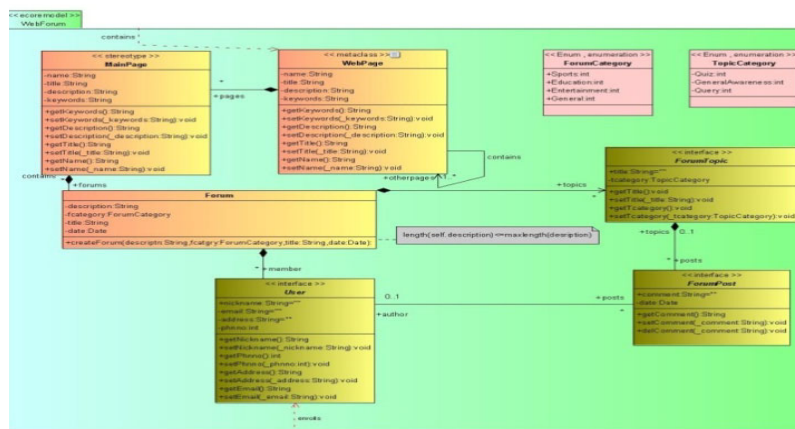 << ecoremodel >>
WebForum
contains
<< stereotype >>
MainPage
-name:String
-title:String
-description:String
-keywords:String
+getKeywords():String
+setKeywords(_keywords:String):void
+getDescription():String
+setDescription(_description:String):void
+getTitle():String
+setTitle(_title:String):void
+getName():String
+setName(_name:String):void
*
+pages
<< metaclass >>
WebPage
-name:String
-title:String
-description:String
-keywords:String
+getKeywords():String
+setKeywords(_keywords:String):void
+getDescription():String
+setDescription(_description:String):void
+getTitle():String
+setTitle(_title:String):void
+getName():String
+setName(_name:String):void
<< Enum , enumeration >>
ForumCategory
+Sports:int
+Education:int
+Entertainment:int
+General:int
<< Enum , enumeration >>
TopicCategory
-Quiz:int
-GeneralAwareness:int
-Query:int
contains
+otherpages
contains
*
+forums
Forum
-description:String
-fcategory:ForumCategory
-title:String
-date:Date
+createForum(descriptn:String,fcatgry:ForumCategory,title:String,date:Date):
+topics
*
<< interface >>
ForumTopic
+title:String=""
-tcategory:TopicCategory
+getTitle():void
+setTitle(_title:String):void
+getTcategory():void
+setTcategory(_tcategory:TopicCategory):void
length(self.description) <=maxlength(desription)
+topics
0..1
* +posts
* +member
<< interface >>
User
+nickname:String=""
-email:String=""
-address:String=""
-phnno:int
+getNickname():String
+setNickname(_nickname:String):void
+getPhnno():int
+setPhnno(_phnno:int):void
+getAddress():String
+setAddress(_address:String):void
+getEmail():String
+setEmail(_email:String):void
0..1
+author
+posts
*
<< interface >>
ForumPost
+comment:String=""
-date:Date
+getComment():String
+setComment(_comment:String):void
+delComment(_comment:String):void
enrolls